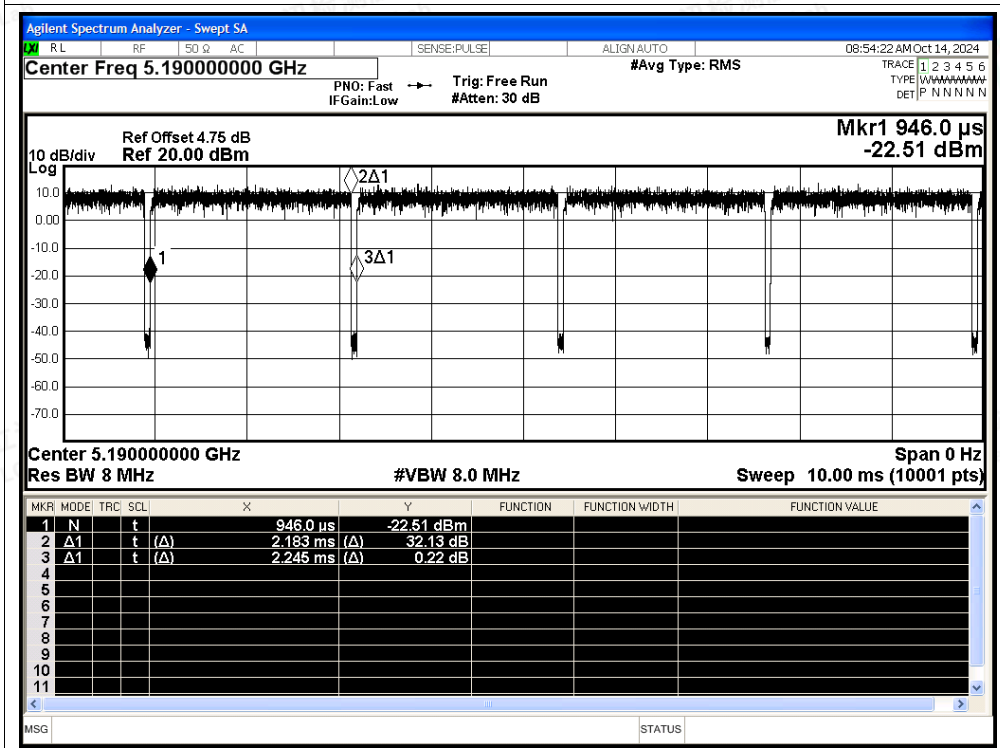 Agilent Spectrum Analyzer - Swept SA
LXI RL RF 50 Ω AC SENSE:PULSE ALIGN AUTO 08:54:22 AM Oct 14, 2024
Center Freq 5.190000000 GHz #Avg Type: RMS TRACE 1 2 3 4 5 6
PNO: Fast Trig: Free Run TYPE WWWWWW
IFGain:Low #Atten: 30 dB DET P N N N N N
Mkr1 946.0 µs
Ref Offset 4.75 dB
10 dB/div Ref 20.00 dBm -22.51 dBm
Log
2Δ1
10.0
0.00
-10.0
1 3Δ1
-20.0
-30.0
-40.0
-50.0
-60.0
-70.0
Center 5.190000000 GHz Span 0 Hz
Res BW 8 MHz #VBW 8.0 MHz Sweep 10.00 ms (10001 pts)
MKR MODE TRC SCL X Y FUNCTION FUNCTION WIDTH FUNCTION VALUE
1 N t 946.0 µs -22.51 dBm
2 Δ1 t (Δ) 2.183 ms (Δ) 32.13 dB
3 Δ1 t (Δ) 2.245 ms (Δ) 0.22 dB
4
5
6
7
8
9
10
11
MSG STATUS